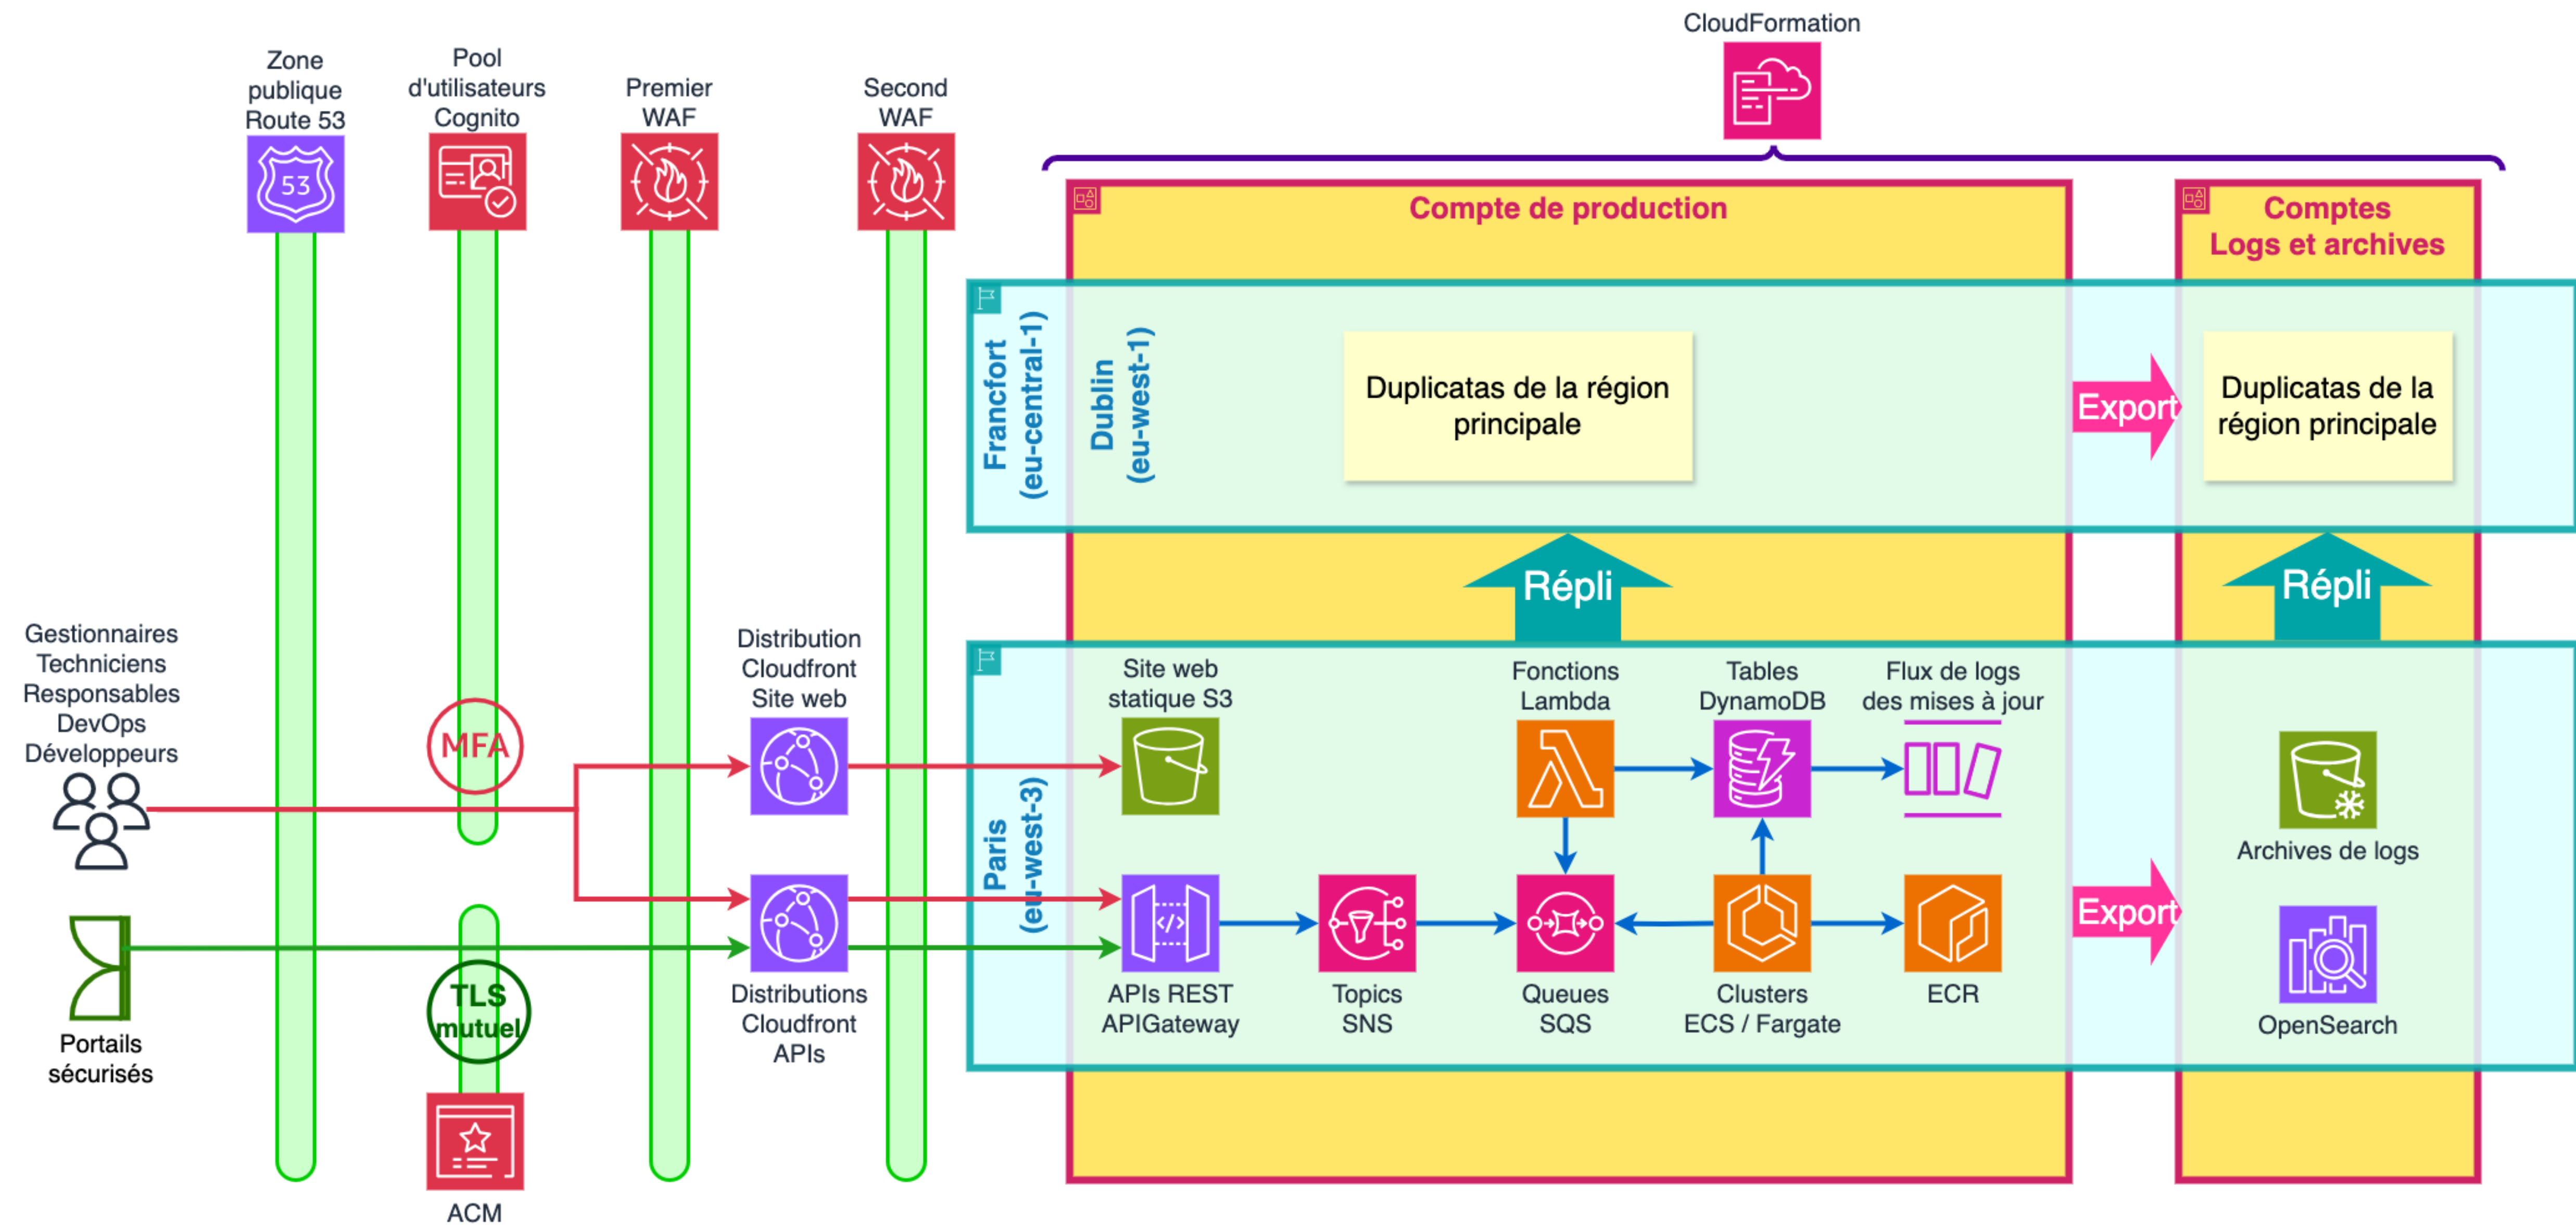 CloudFormation
Zone
publique
Route 53
53
Pool
d'utilisateurs
Cognito
Premier
WAF
Second
WAF
Compte de production
Comptes
Logs et archives
Francfort
(eu-central-1)
Dublin
(eu-west-1)
Duplicatas de la région
principale
Export
Duplicatas de la
région principale
Répli
Répli
Gestionnaires
Techniciens
Responsables
DevOps
Développeurs
MFA
Distribution
Cloudfront
Site web
Paris
(eu-west-3)
Site web
statique S3
Fonctions
Lambda
Tables
DynamoDB
Flux de logs
des mises à jour
Archives de logs
Portails
sécurisés
TLS
mutuel
ACM
Distributions
Cloudfront
APIs
</>
APIs REST
APIGateway
Topics
SNS
Queues
SQS
Clusters
ECS / Fargate
ECR
Export
OpenSearch